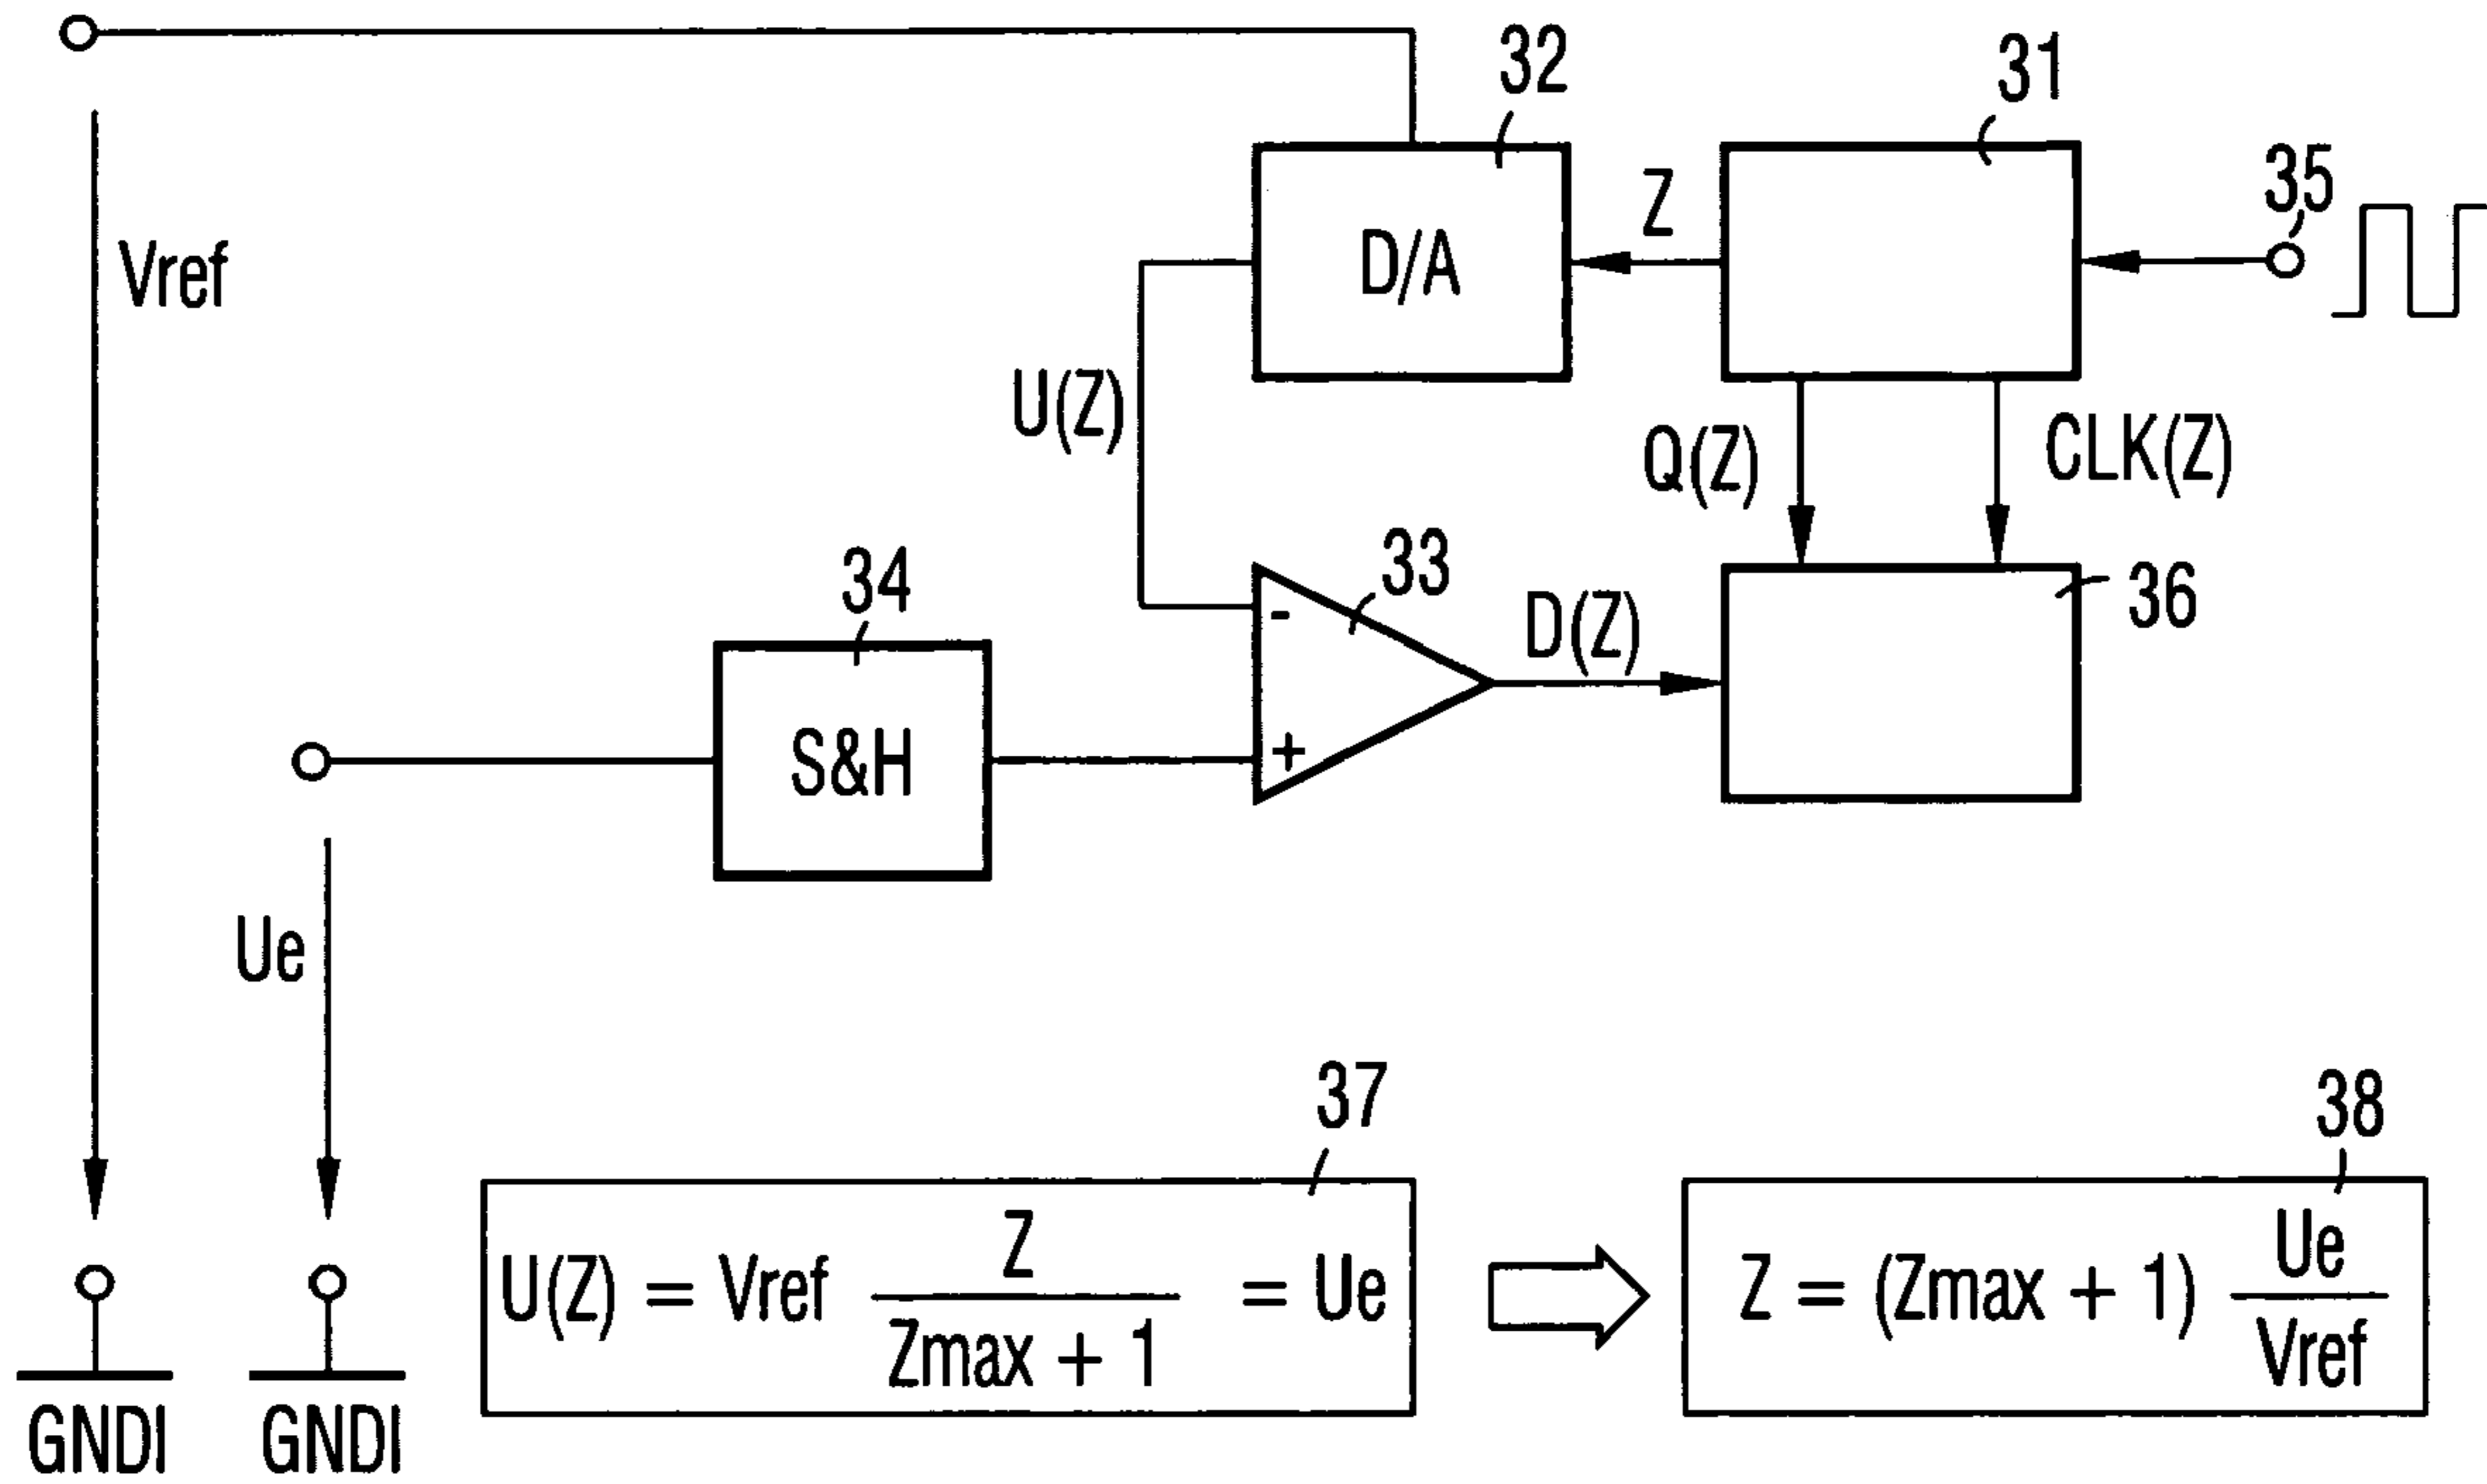 32
31
35
Z
Vref
D/A
U(Z)
Q(Z)
CLK(Z)
34
33
D(Z)
36
-
+
S&H
Ue
37
38
U(Z) = Vref Z / Zmax + 1 = Ue
Z = (Zmax + 1) Ue / Vref
GNDI
GNDI